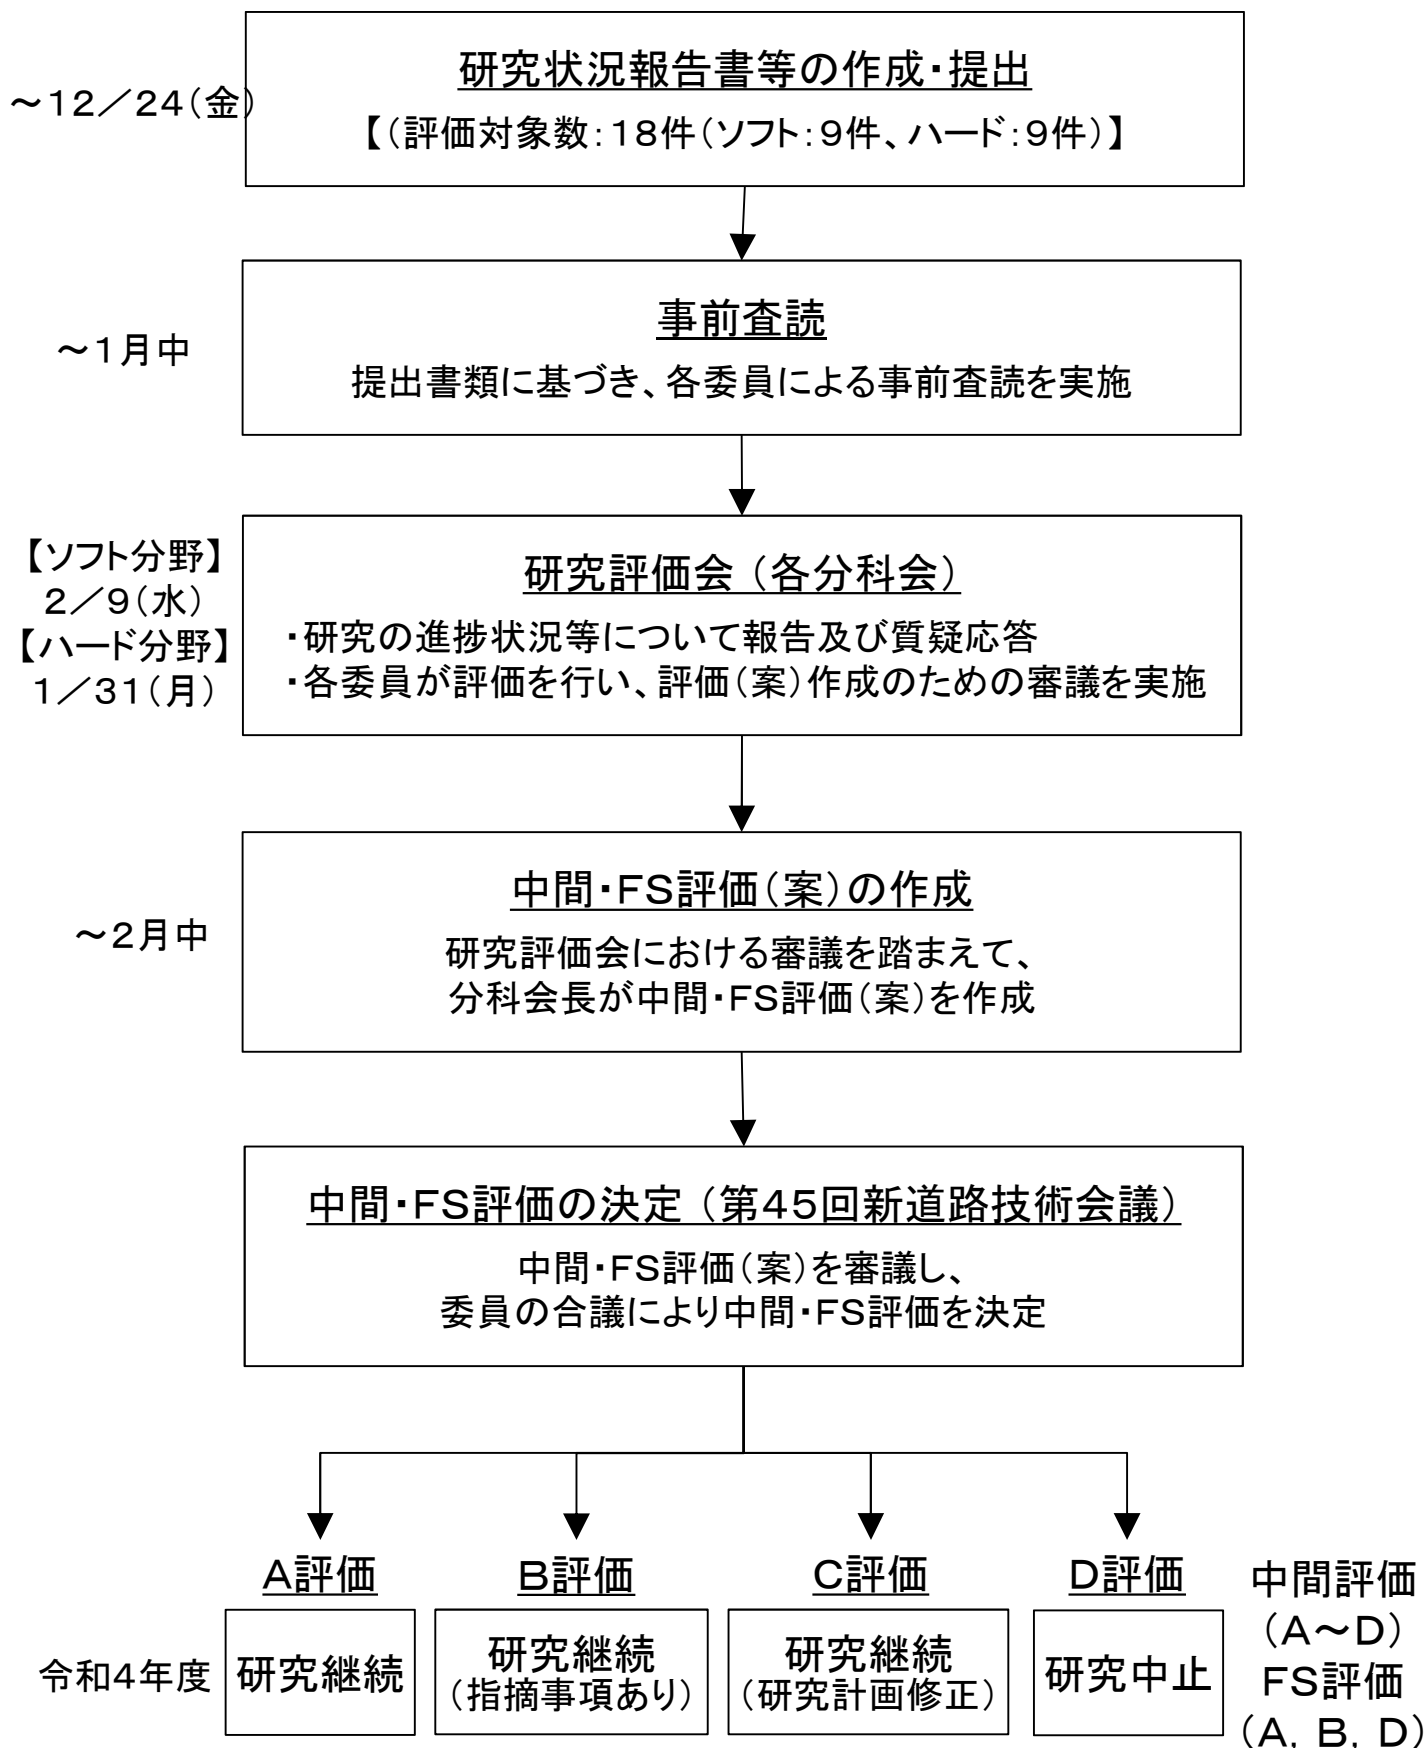 研究状況報告書等の作成・提出
～12／24(金)
【(評価対象数：18件(ソフト：9件、ハード：9件)】
事前査読
～1月中
提出書類に基づき、各委員による事前査読を実施
【ソフト分野】
2／9(水)
【ハード分野】
1／31(月)
研究評価会（各分科会）
・研究の進捗状況等について報告及び質疑応答
・各委員が評価を行い、評価(案)作成のための審議を実施
中間・FS評価(案)の作成
～2月中
研究評価会における審議を踏まえて、
分科会長が中間・FS評価(案)を作成
中間・FS評価の決定（第45回新道路技術会議）
中間・FS評価(案)を審議し、
委員の合議により中間・FS評価を決定
A評価
B評価
C評価
D評価
令和4年度
研究継続
研究継続
(指摘事項あり)
研究継続
(研究計画修正)
研究中止
中間評価
(A～D)
FS評価
(A, B, D)